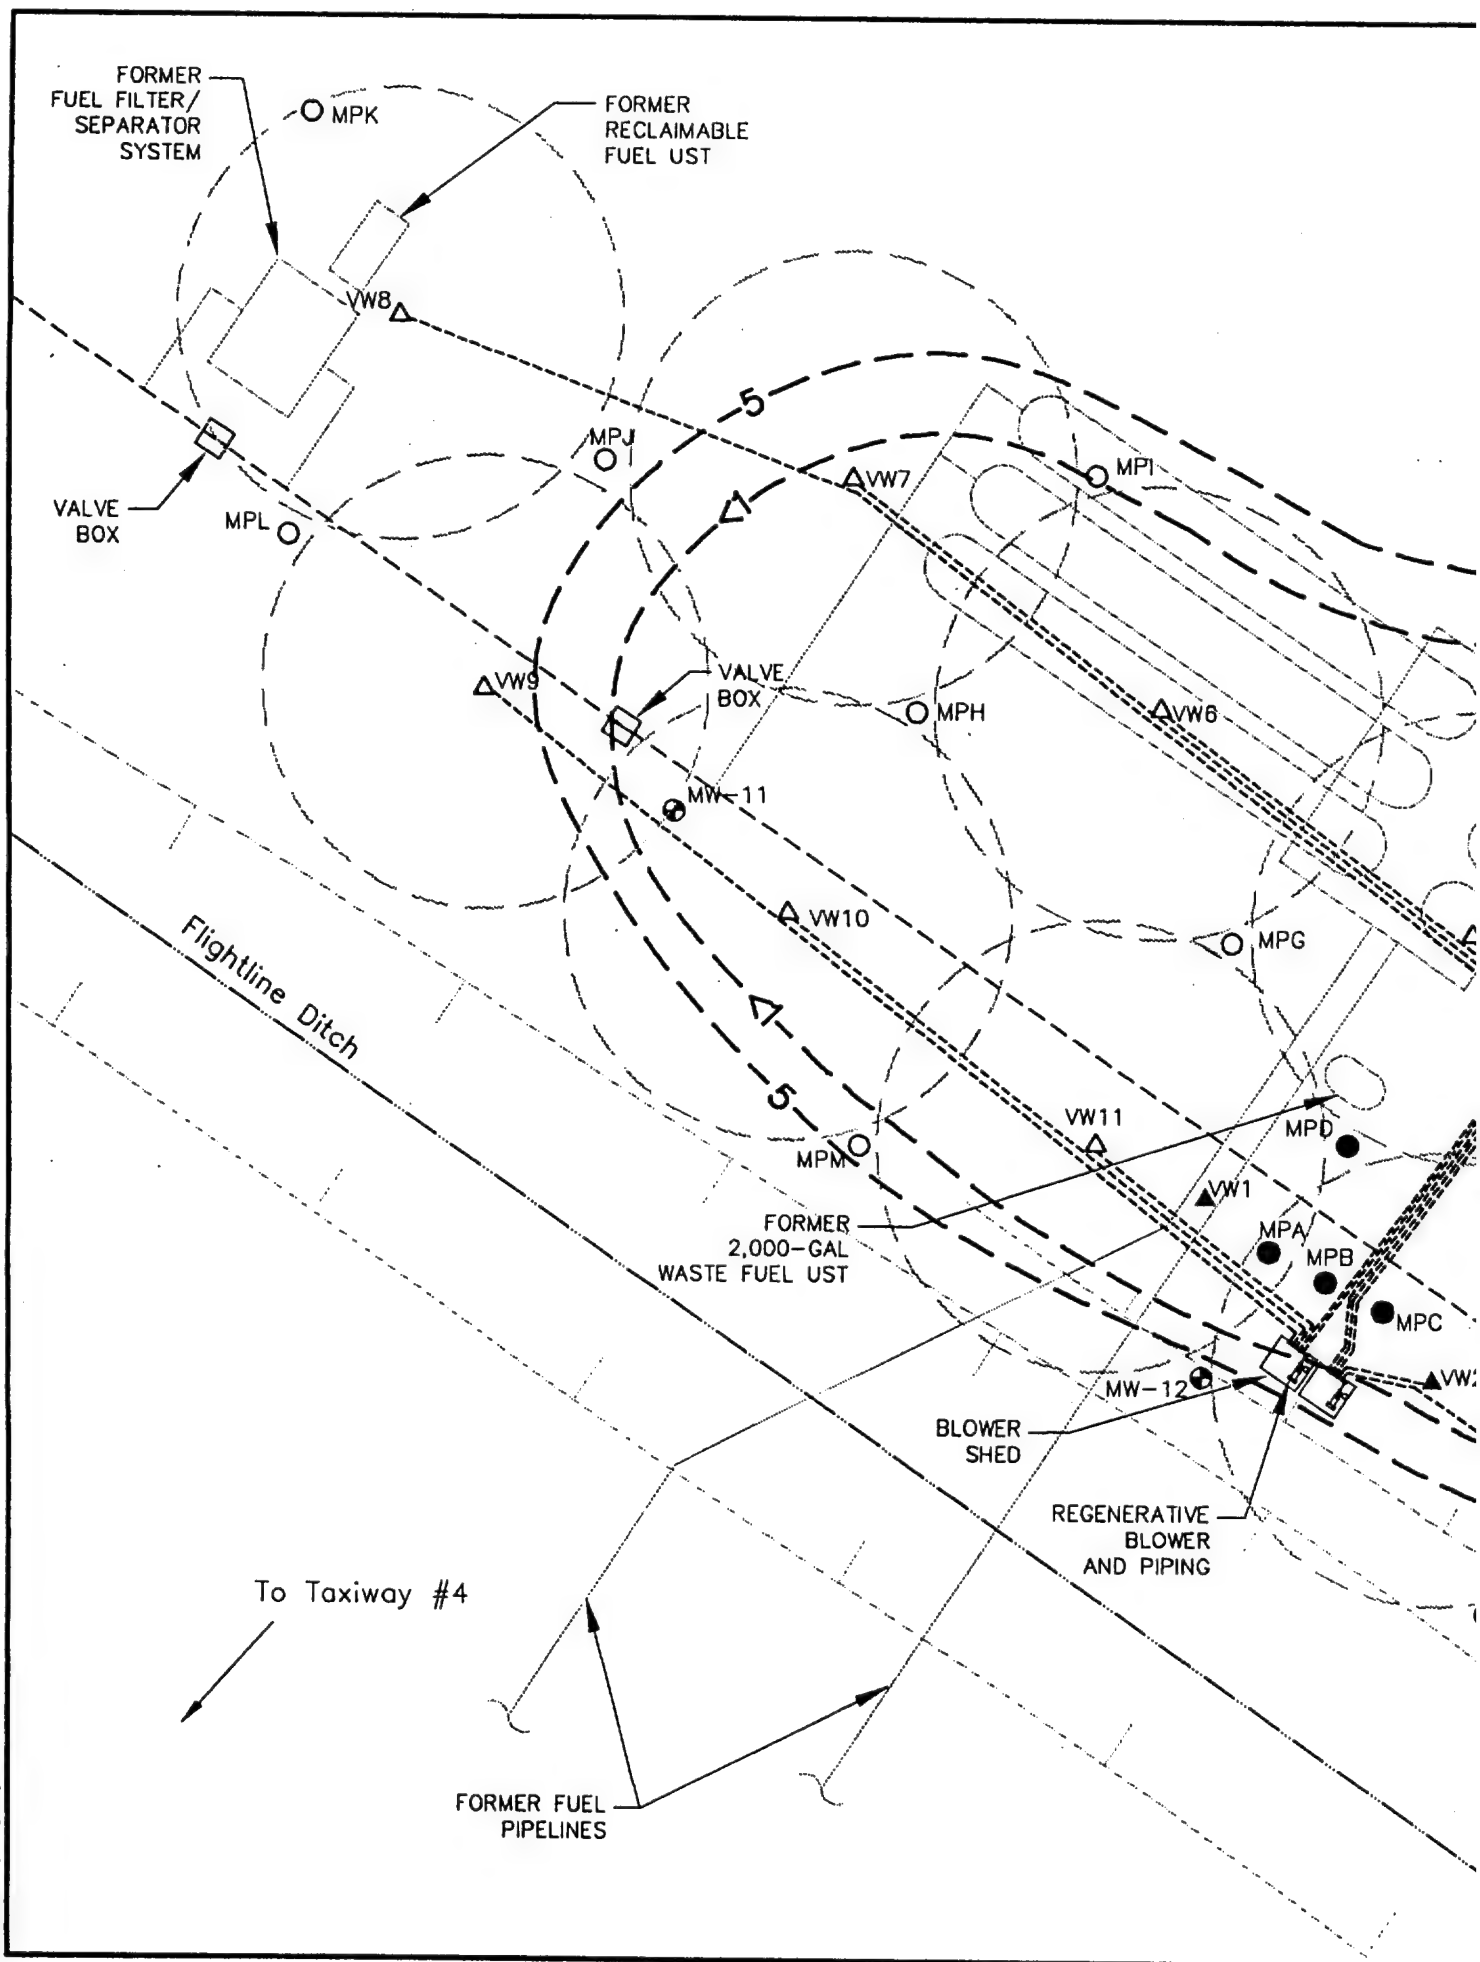 FORMER
FUEL FILTER/
SEPARATOR
SYSTEM
MPK
FORMER
RECLAIMABLE
FUEL UST
VW8
5
MPJ
VW7
MPI
VALVE
BOX
MPL
VW9
VALVE
BOX
MPH
VW6
MW-11
VW10
MPG
Flightline Ditch
5
VW11
MPD
MPM
VW1
FORMER
2,000-GAL
WASTE FUEL UST
MPA
MPB
MPC
MW-12
VW2
BLOWER
SHED
REGENERATIVE
BLOWER
AND PIPING
To Taxiway #4
FORMER FUEL
PIPELINES